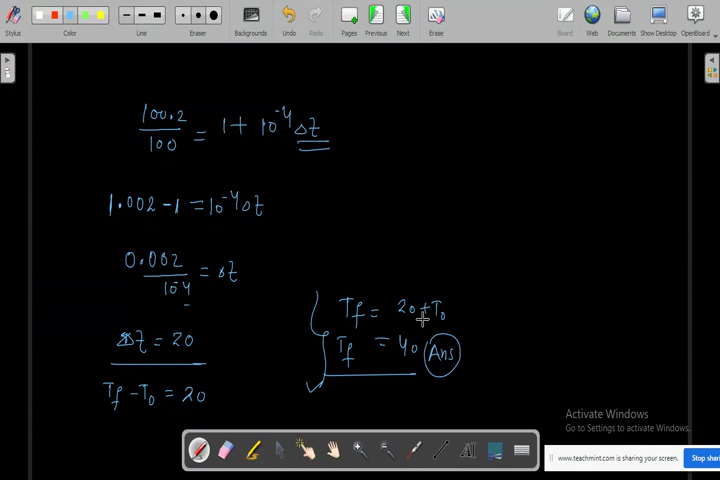 Stylus
Color
Line
Eraser
Backgrounds
Undo
Redo
Pages
Previous
Next
Erase
Board
Web
Documents
Show Desktop
OpenBoard
100.2/100 = 1 + 10⁻⁴ Δt
1.002 - 1 = 10⁻⁴ Δt
0.002/10⁻⁴ = Δt
Δt = 20
Tf - T₀ = 20
Tf = 20 + T₀
Tf = 40 Ans
Activate Windows
Go to Settings to activate Windows.
www.teachmint.com is sharing your screen.
Stop shari